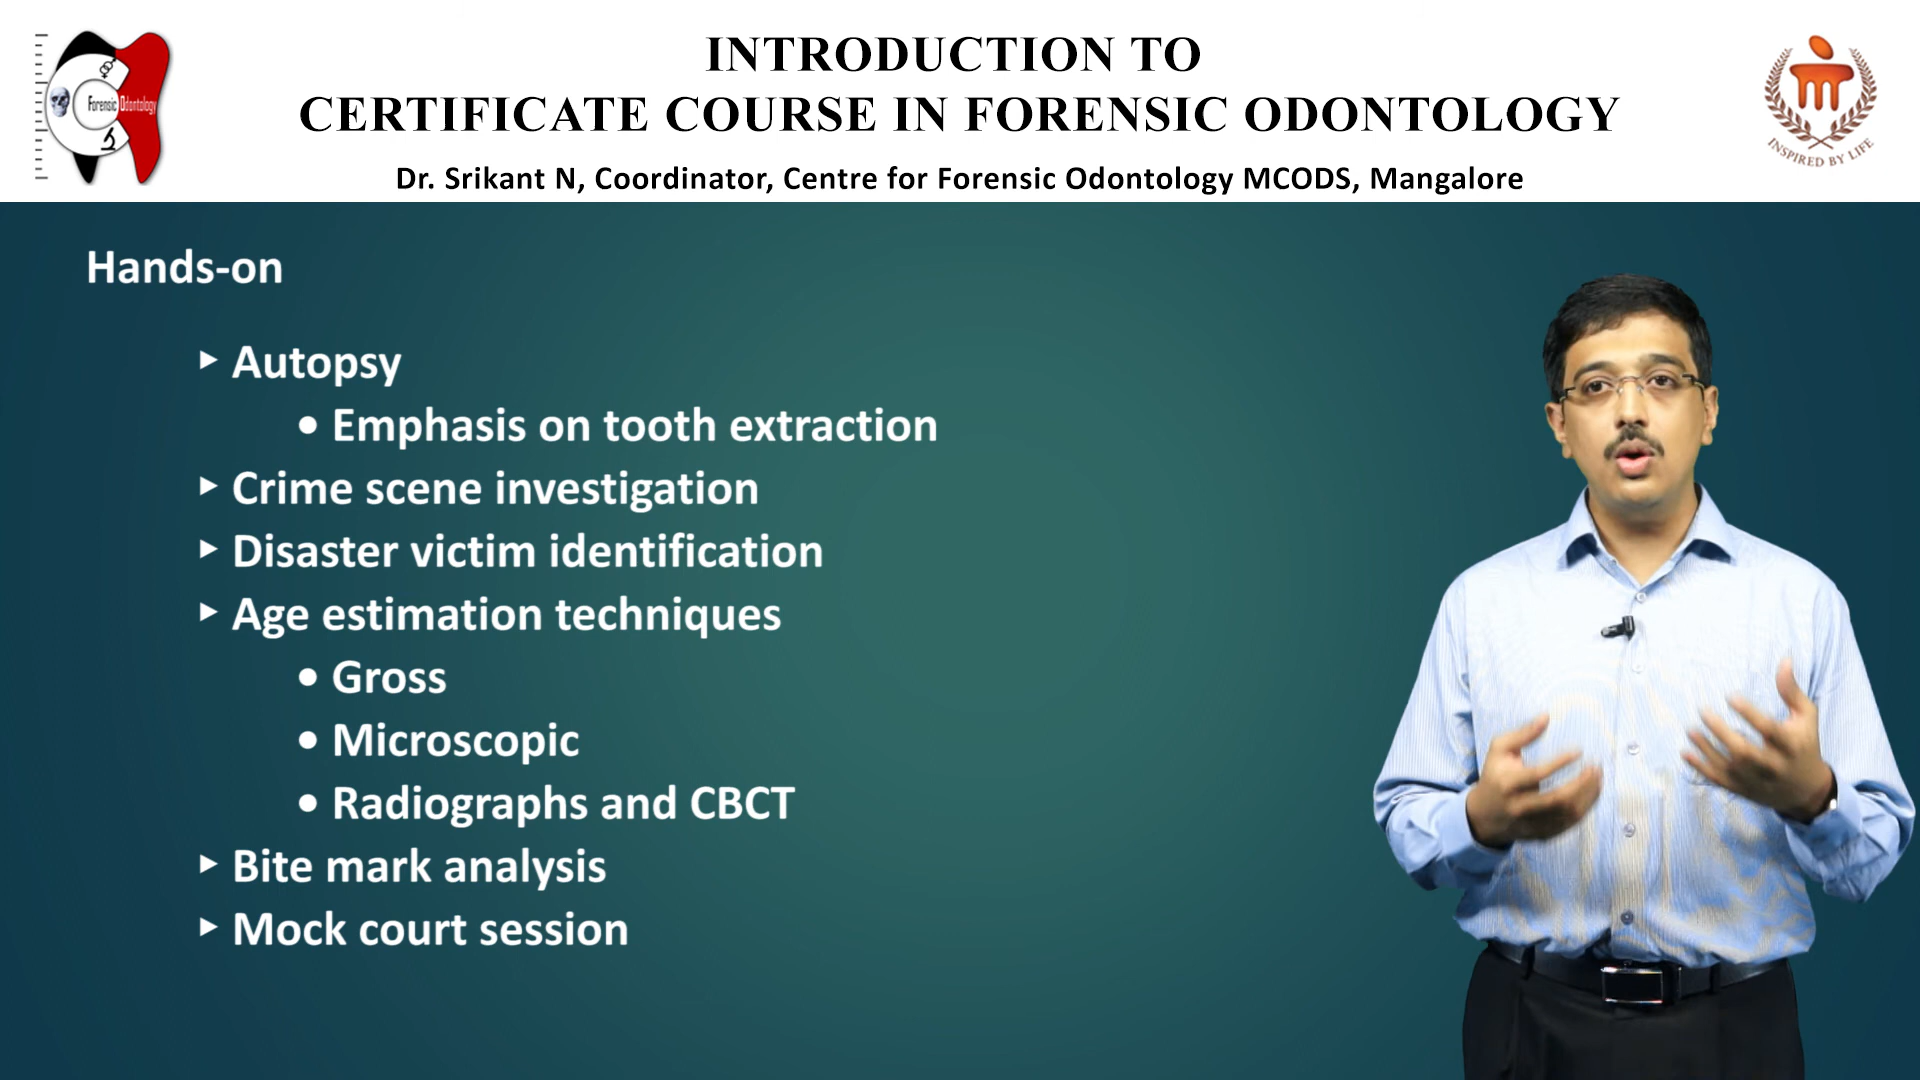 INTRODUCTION TO
CERTIFICATE COURSE IN FORENSIC ODONTOLOGY
Dr. Srikant N, Coordinator, Centre for Forensic Odontology MCODS, Mangalore
Forensic Odontology
INSPIRED BY LIFE
Hands-on
▸ Autopsy
• Emphasis on tooth extraction
▸ Crime scene investigation
▸ Disaster victim identification
▸ Age estimation techniques
• Gross
• Microscopic
• Radiographs and CBCT
▸ Bite mark analysis
▸ Mock court session